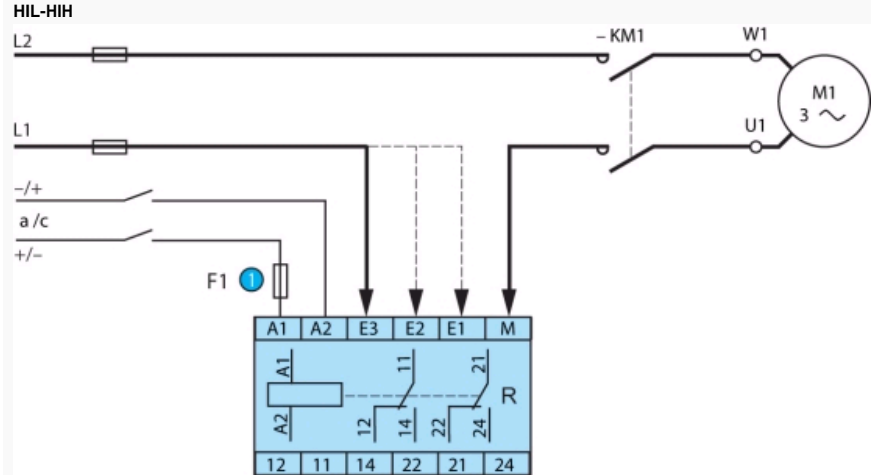 HIL-HIH
L2
– KM1
W1
M1
3 ~
L1
U1
–/+
a /c
+/–
F1 1
A1 A2 E3 E2 E1 M
A1
11
21
R
A2
12
14
22
24
12 11 14 22 21 24